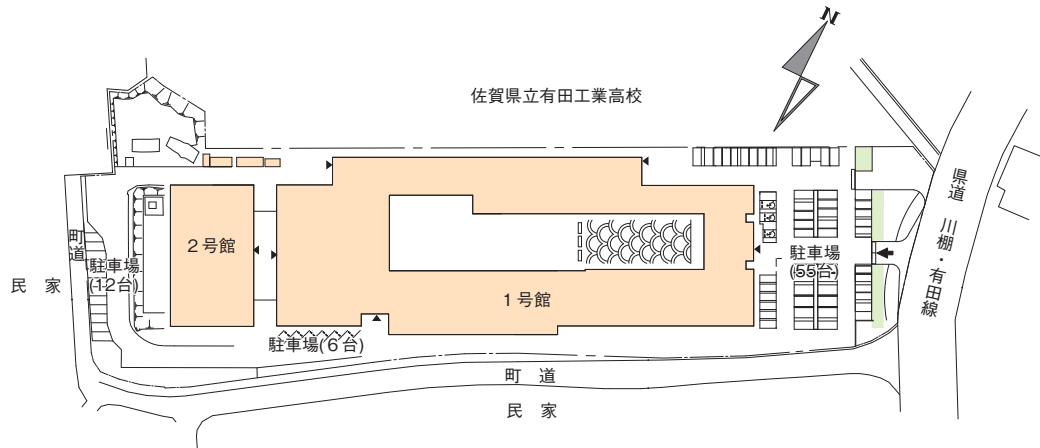 N
佐賀県立有田工業高校
県道 川棚・有田線
町道
2号館
駐車場
(12台)
民 家
駐車場
(55台)
1号館
駐車場(6台)
町 道
民 家